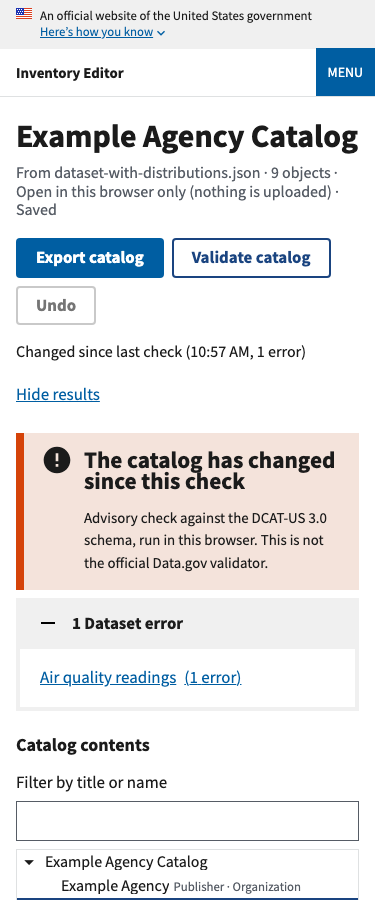 An official website of the United States government
Here's how you know
Inventory Editor
MENU
Example Agency Catalog
From dataset-with-distributions.json · 9 objects ·
Open in this browser only (nothing is uploaded) ·
Saved
Export catalog
Validate catalog
Undo
Changed since last check (10:57 AM, 1 error)
Hide results
The catalog has changed
since this check
Advisory check against the DCAT-US 3.0
schema, run in this browser. This is not
the official Data.gov validator.
1 Dataset error
Air quality readings (1 error)
Catalog contents
Filter by title or name
Example Agency Catalog
Example Agency Publisher · Organization